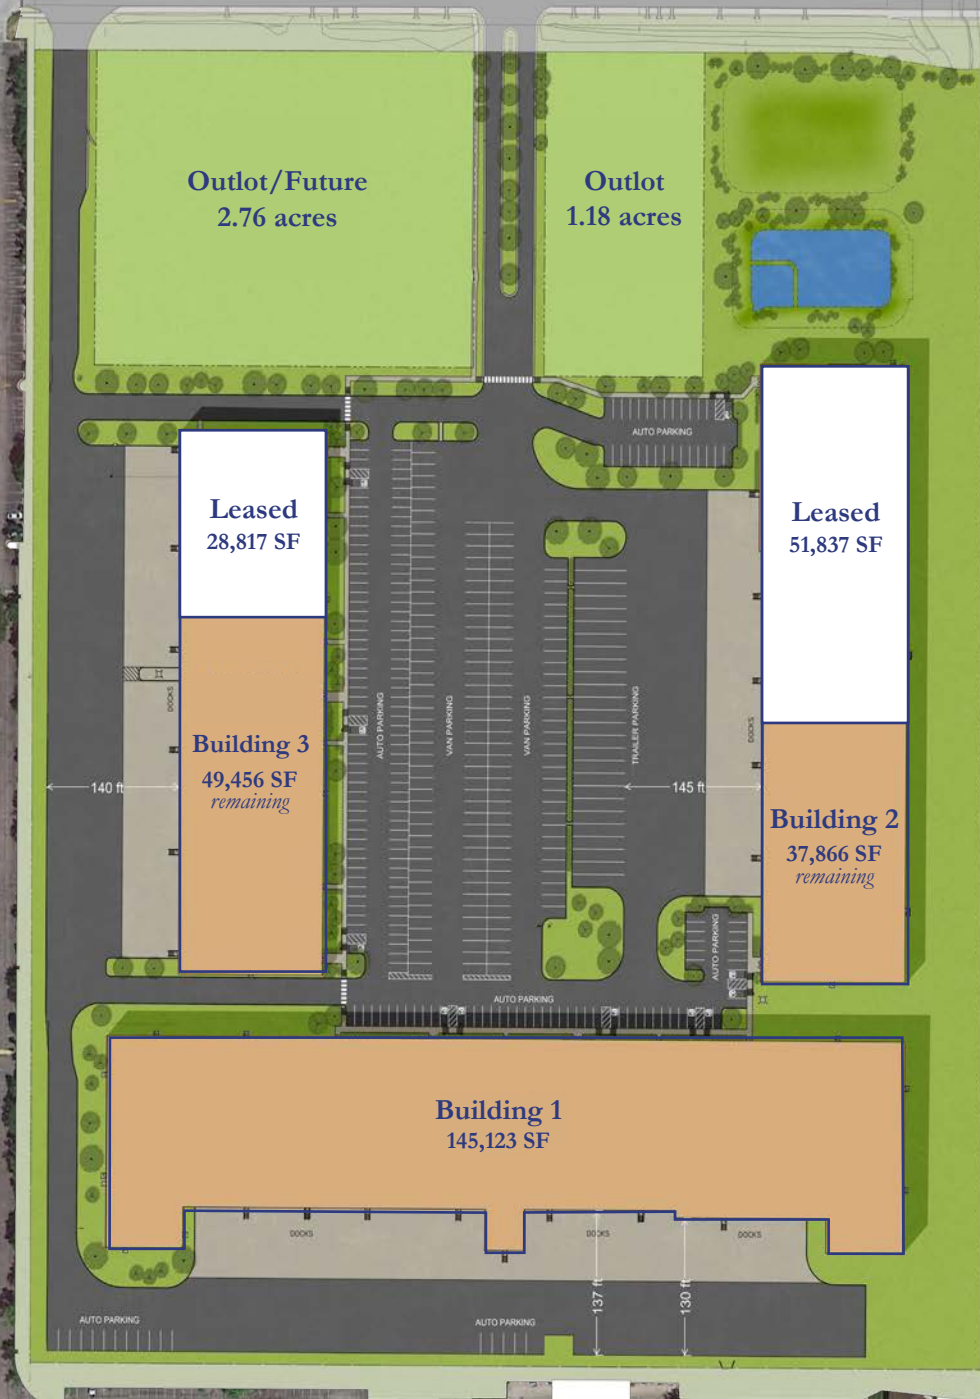 Outlot/Future
2.76 acres
Outlot
1.18 acres
AUTO PARKING
Leased
28,817 SF
Leased
51,837 SF
DOCKS
AUTO PARKING
VAN PARKING
VAN PARKING
TRAILER PARKING
DOCKS
Building 3
49,456 SF
remaining
140 ft
145 ft
Building 2
37,866 SF
remaining
AUTO PARKING
AUTO PARKING
Building 1
145,123 SF
DOCKS
DOCKS
DOCKS
137 ft
130 ft
AUTO PARKING
AUTO PARKING